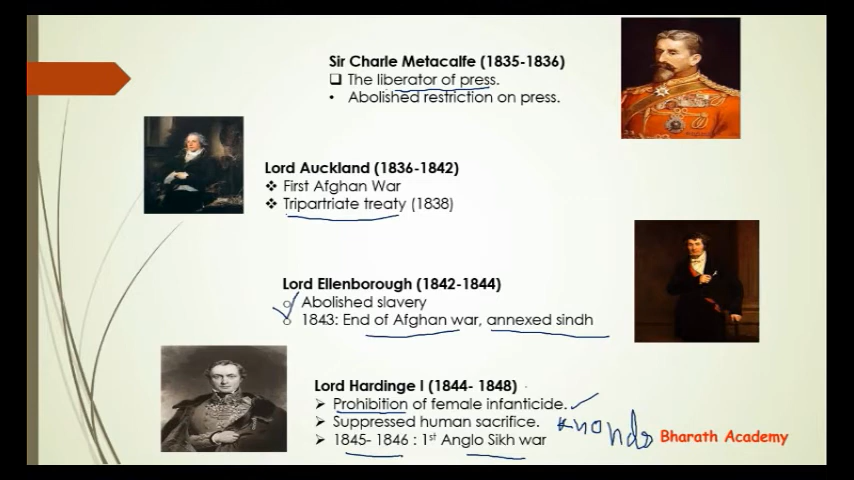 Sir Charle Metacalfe (1835-1836)
❑ The liberator of press.
• Abolished restriction on press.
Lord Auckland (1836-1842)
❖ First Afghan War
❖ Tripartriate treaty (1838)
Lord Ellenborough (1842-1844)
○ Abolished slavery
○ 1843: End of Afghan war, annexed sindh
Lord Hardinge I (1844- 1848)
➢ Prohibition of female infanticide.
➢ Suppressed human sacrifice.
➢ 1845- 1846 : 1st Anglo Sikh war
Bharath Academy